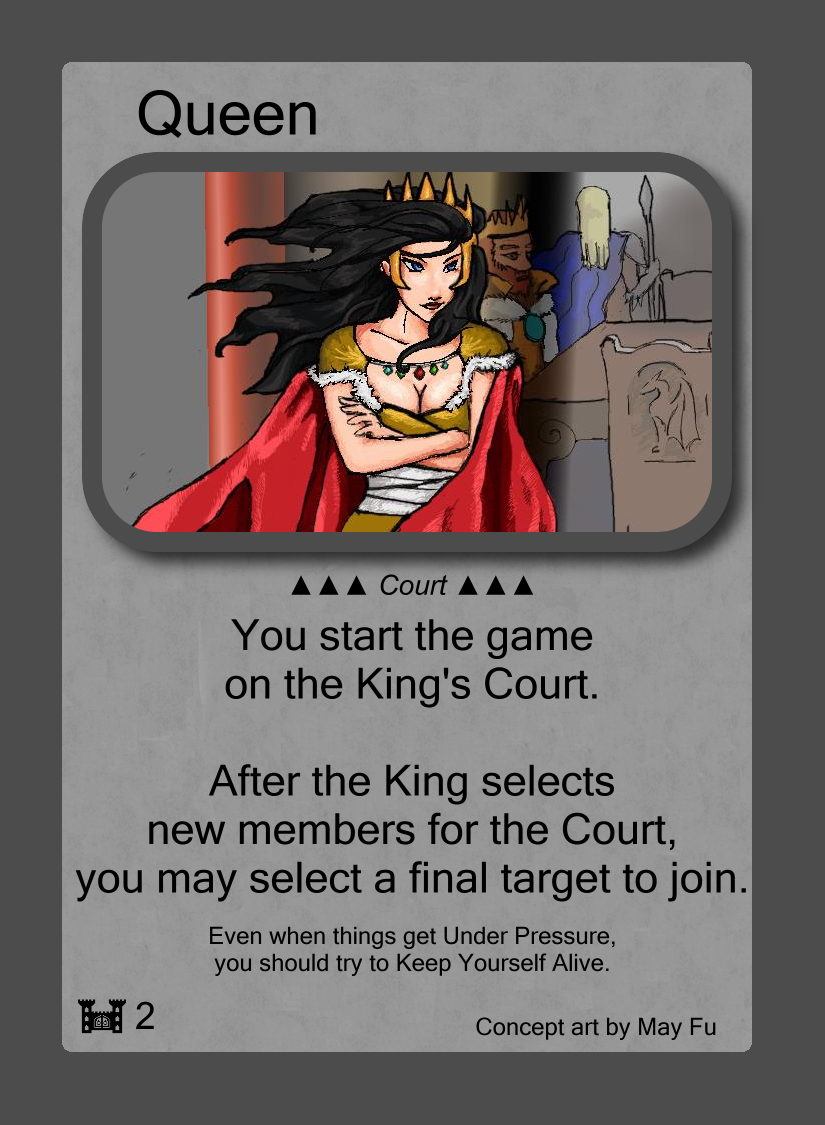 Queen
▲▲▲ Court ▲▲▲
You start the game
on the King's Court.
After the King selects
new members for the Court,
you may select a final target to join.
Even when things get Under Pressure,
you should try to Keep Yourself Alive.
2
Concept art by May Fu